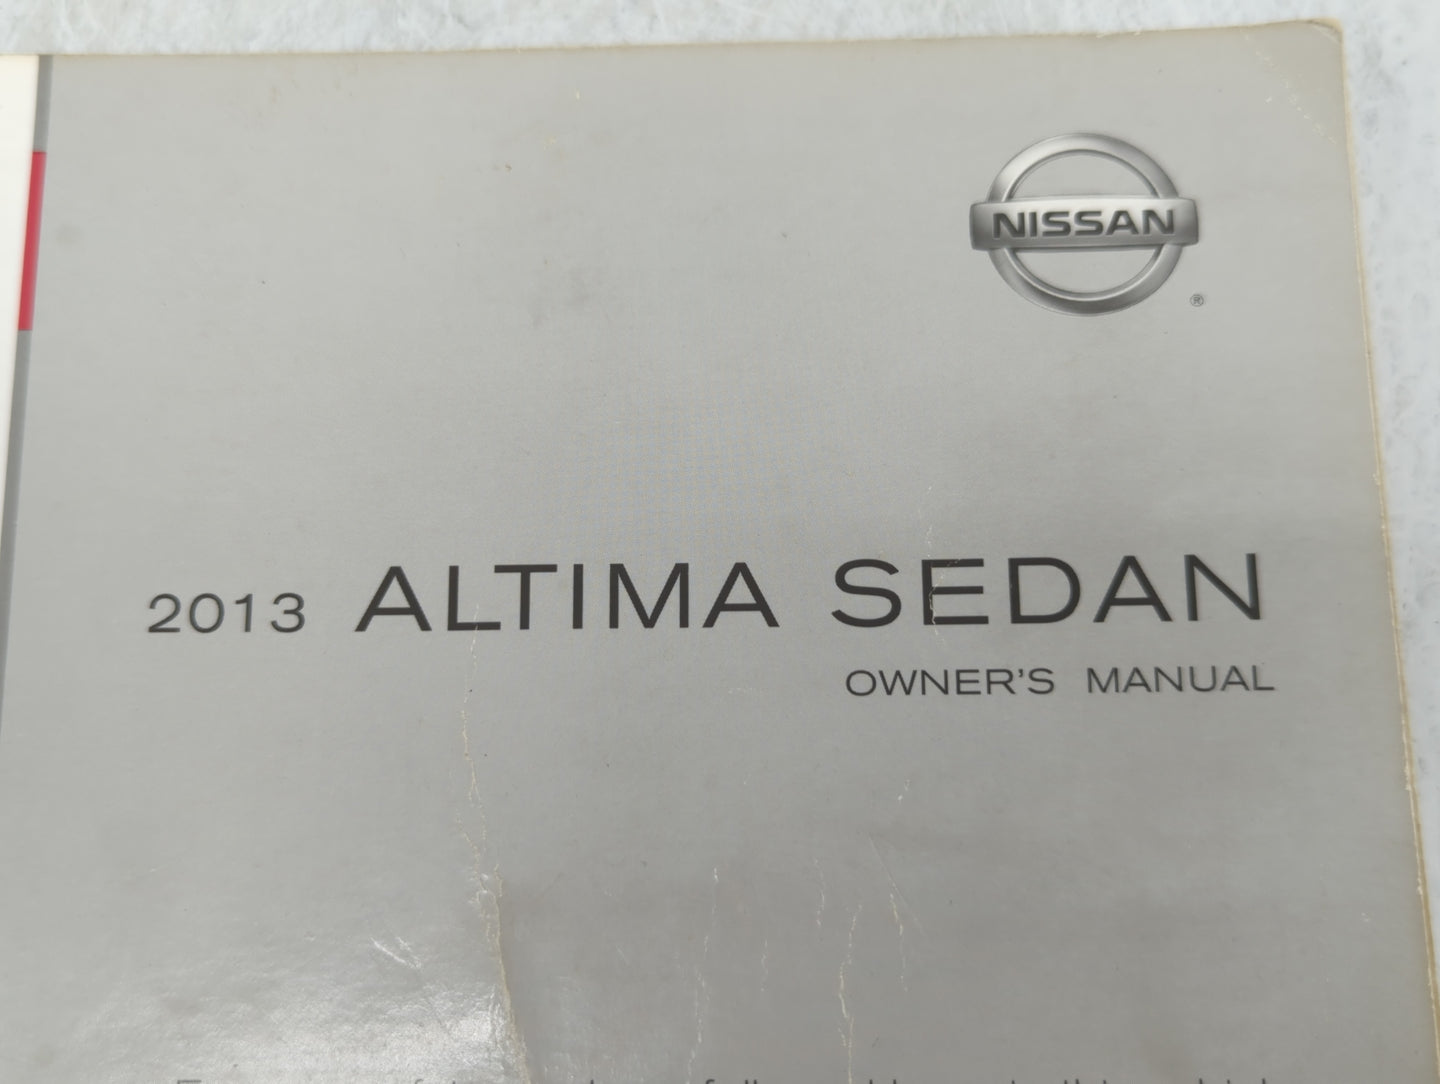 NISSAN
®
2013 ALTIMA SEDAN
OWNER'S MANUAL